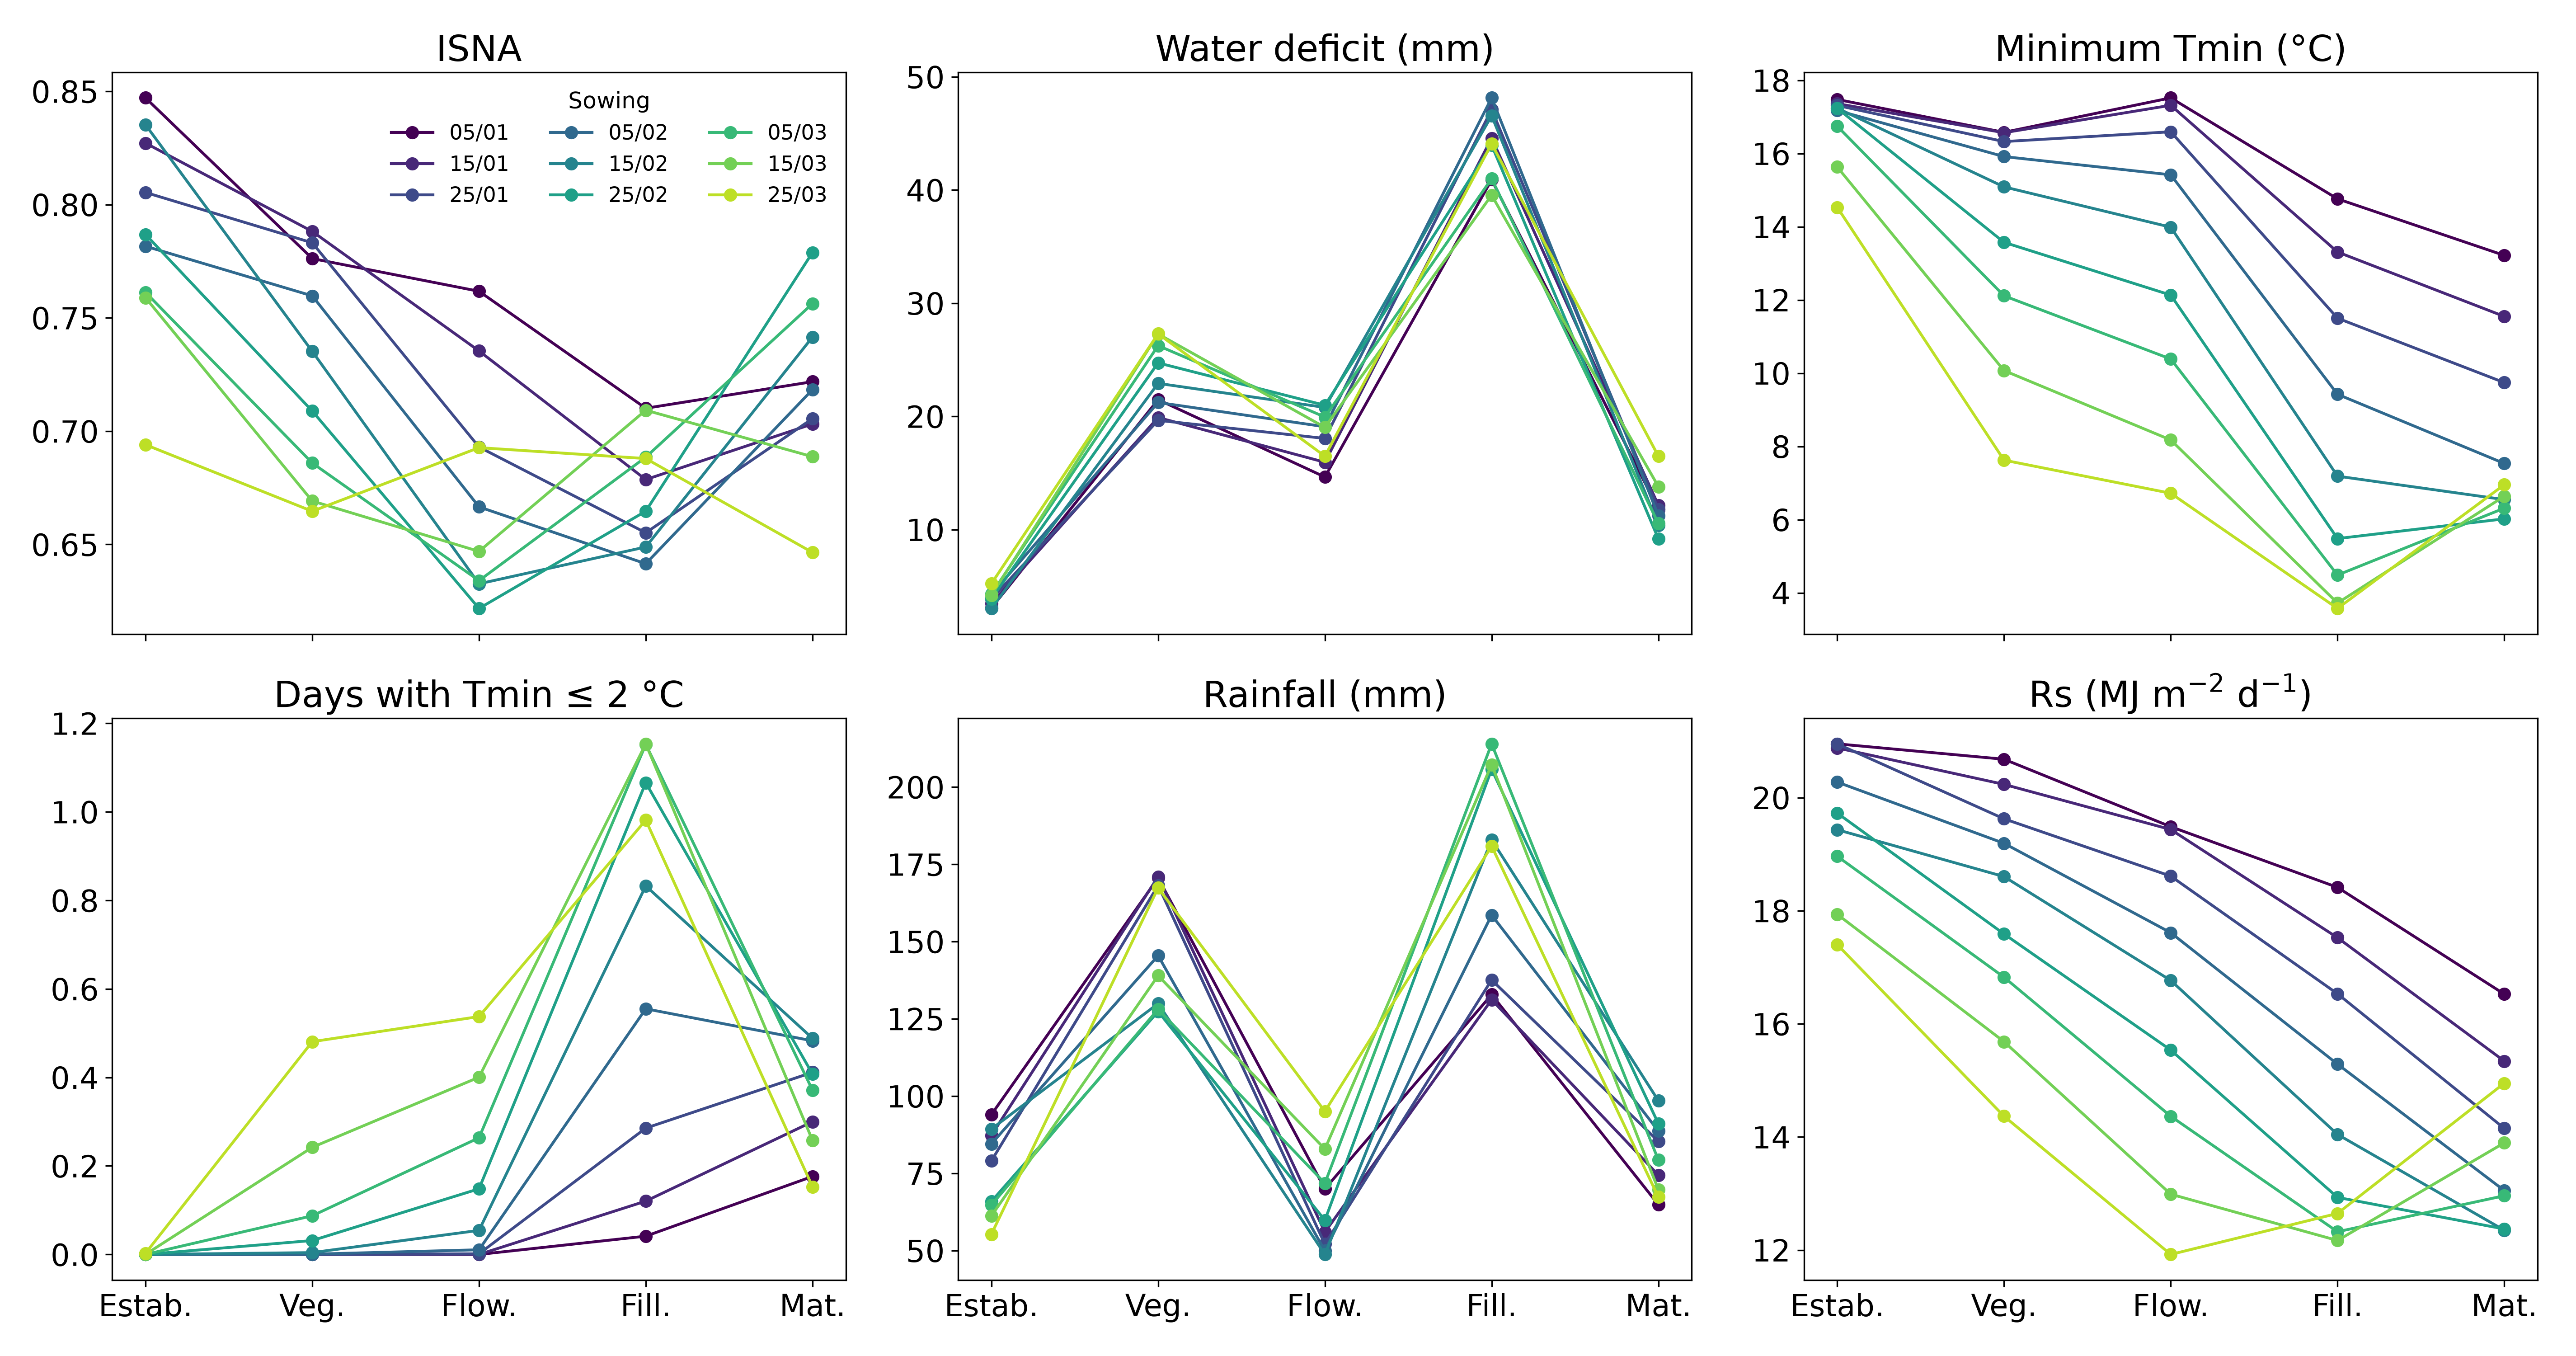 ISNA
0.85
0.80
0.75
0.70
0.65
Sowing
05/01 05/02 05/03
15/01 15/02 15/03
25/01 25/02 25/03
Water deficit (mm)
50
40
30
20
10
Minimum Tmin (°C)
18
16
14
12
10
8
6
4
Days with Tmin ≤ 2 °C
1.2
1.0
0.8
0.6
0.4
0.2
0.0
Estab. Veg. Flow. Fill. Mat.
Rainfall (mm)
200
175
150
125
100
75
50
Estab. Veg. Flow. Fill. Mat.
Rs (MJ m⁻² d⁻¹)
20
18
16
14
12
Estab. Veg. Flow. Fill. Mat.